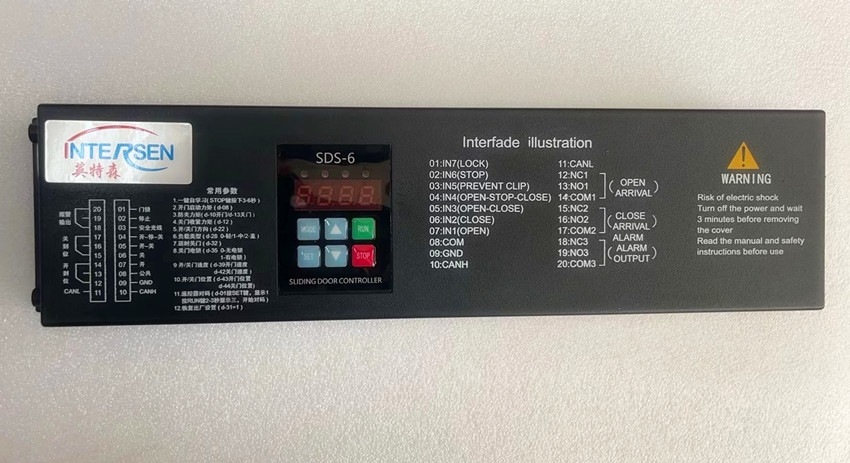 INTERSEN
英特森
报警
输出
关
到
位
开
到
位
CANL
20
19
18
17
16
15
14
13
12
11
01
02
03
04
05
06
07
08
09
10
门锁
停止
安全光线
开-停-关
开-关
关
开
公共
GND
CANH
常用参数
1.一键自学习(STOP键按下3-6秒)
2.开门启动力矩(d-08)
3.防夹力矩(d-10开门/d-13关门)
4.关门收尾力矩(d-12)
5.开/关门方向(d-22)
6.负载类型(d-28 0-轻/1-中/2-重)
7.延时关门(d-32)
8.关门电锁(d-35 0-无电锁
1-有电锁)
9.开/关门速度(d-39开门速度
d-42关门速度)
10.开/关门位置(d-43开门位置
d-44关门位置)
11.遥控器对码(d-01按SET键,显示1
按RUN键2-3秒显示三,开始对码)
12.恢复出厂设置(d-31=1)
SDS-6
8888
MODE
RUN
SET
STOP
SLIDING DOOR CONTROLLER
Interfade illustration
01:IN7(LOCK)
02:IN6(STOP)
03:IN5(PREVENT CLIP)
04:IN4(OPEN-STOP-CLOSE)
05:IN3(OPEN-CLOSE)
06:IN2(CLOSE)
07:IN1(OPEN)
08:COM
09:GND
10:CANH
11:CANL
12:NC1
13:NO1
14:COM1
15:NC2
16:NO2
17:COM2
18:NC3
19:NO3
20:COM3
(OPEN
ARRIVAL)
(CLOSE
ARRIVAL)
ALARM
(ALARM
OUTPUT)
WARNING
Risk of electric shock
Turn off the power and wait
3 minutes before removing
the cover
Read the manual and safety
instructions before use